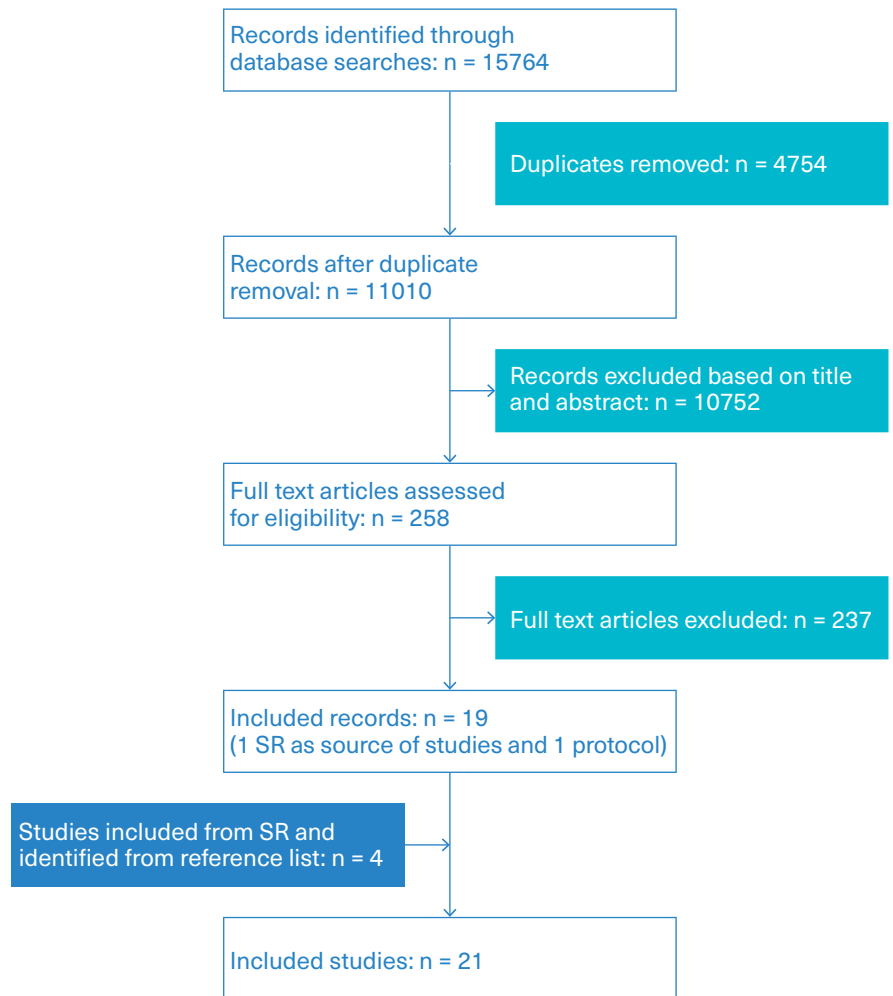 Records identified through
database searches: n = 15764
Duplicates removed: n = 4754
Records after duplicate
removal: n = 11010
Records excluded based on title
and abstract: n = 10752
Full text articles assessed
for eligibility: n = 258
Full text articles excluded: n = 237
Included records: n = 19
(1 SR as source of studies and 1 protocol)
Studies included from SR and
identified from reference list: n = 4
Included studies: n = 21